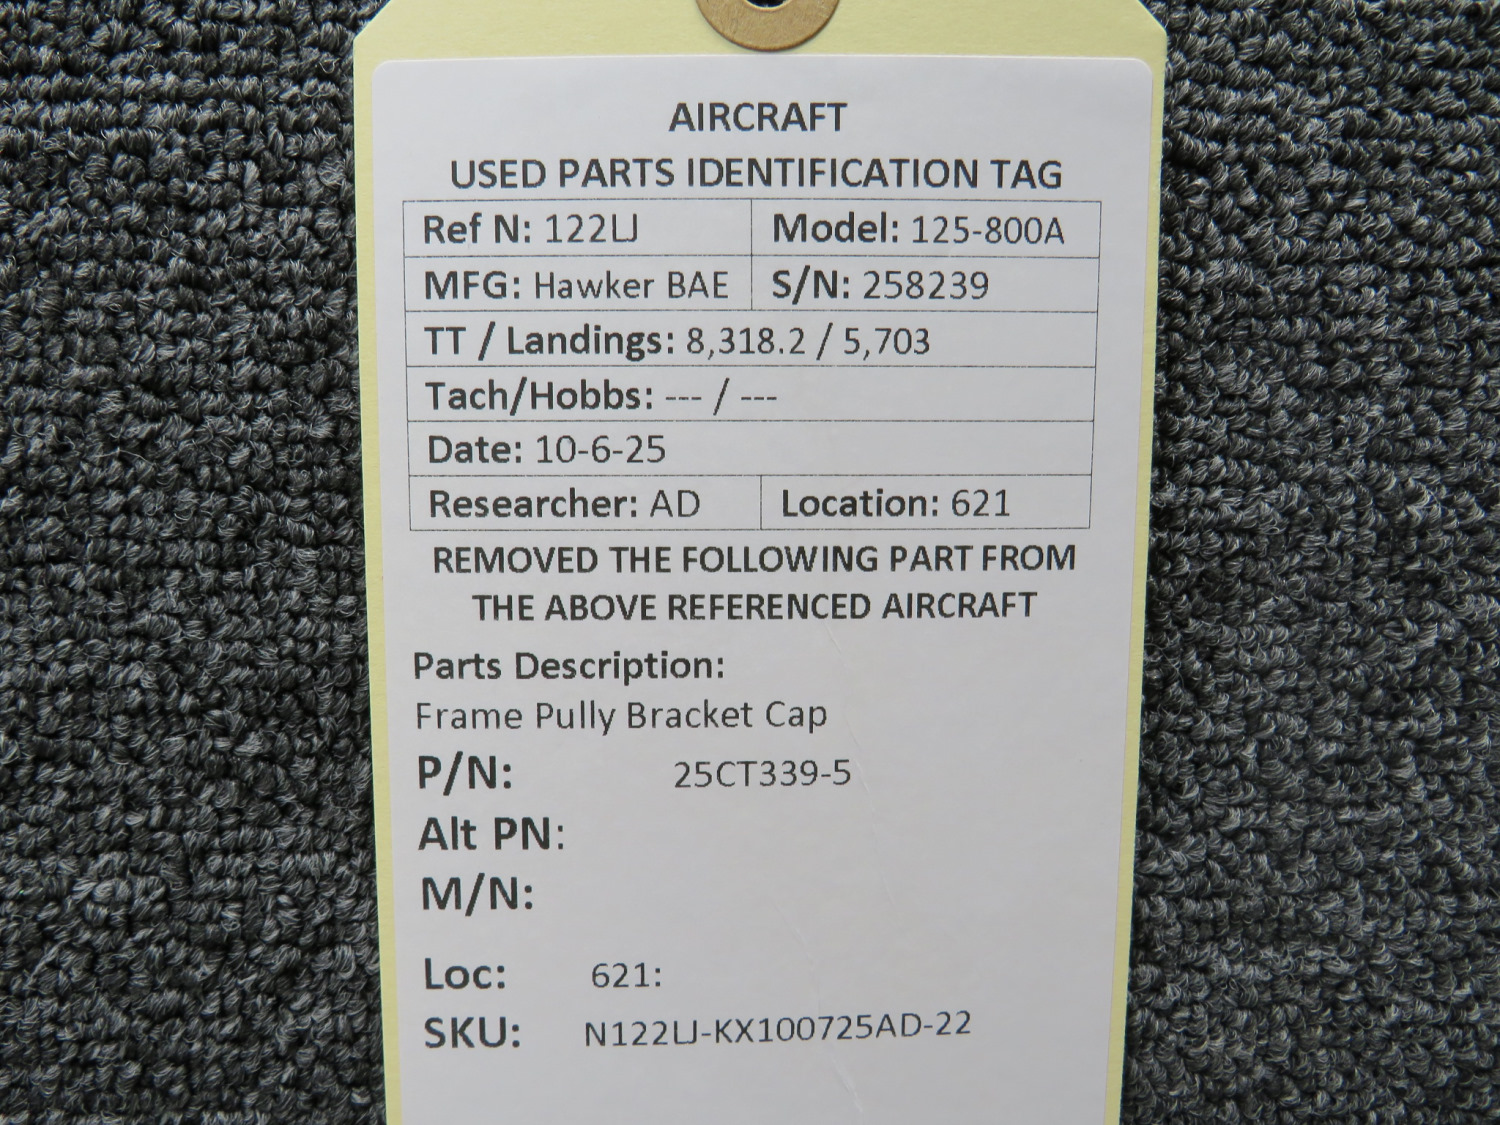 AIRCRAFT
USED PARTS IDENTIFICATION TAG
Ref N: 122LJ Model: 125-800A
MFG: Hawker BAE S/N: 258239
TT / Landings: 8,318.2 / 5,703
Tach/Hobbs: --- / ---
Date: 10-6-25
Researcher: AD Location: 621
REMOVED THE FOLLOWING PART FROM
THE ABOVE REFERENCED AIRCRAFT
Parts Description:
Frame Pully Bracket Cap
P/N: 25CT339-5
Alt PN:
M/N:
Loc: 621:
SKU: N122LJ-KX100725AD-22